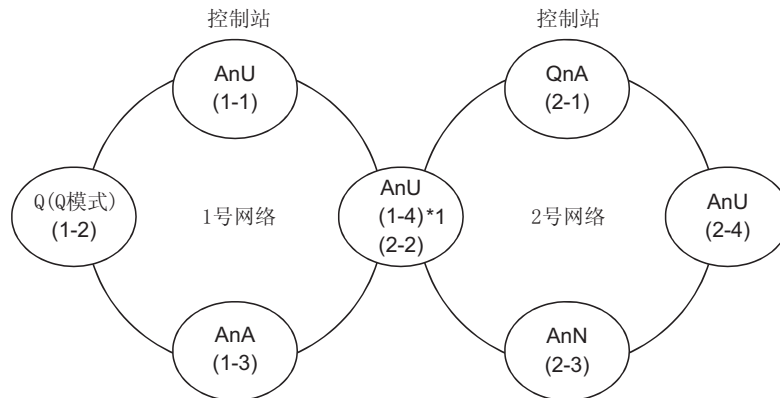 控制站
控制站
AnU
(1-1)
QnA
(2-1)
Q(Q模式)
(1-2)
1号网络
AnU
(1-4)*1
(2-2)
2号网络
AnU
(2-4)
AnA
(1-3)
AnN
(2-3)